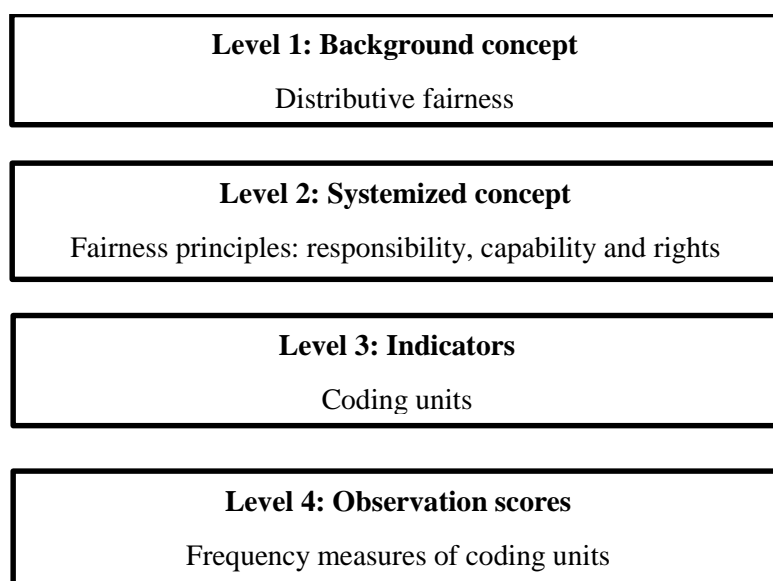 Level 1: Background concept
Distributive fairness
Level 2: Systemized concept
Fairness principles: responsibility, capability and rights
Level 3: Indicators
Coding units
Level 4: Observation scores
Frequency measures of coding units